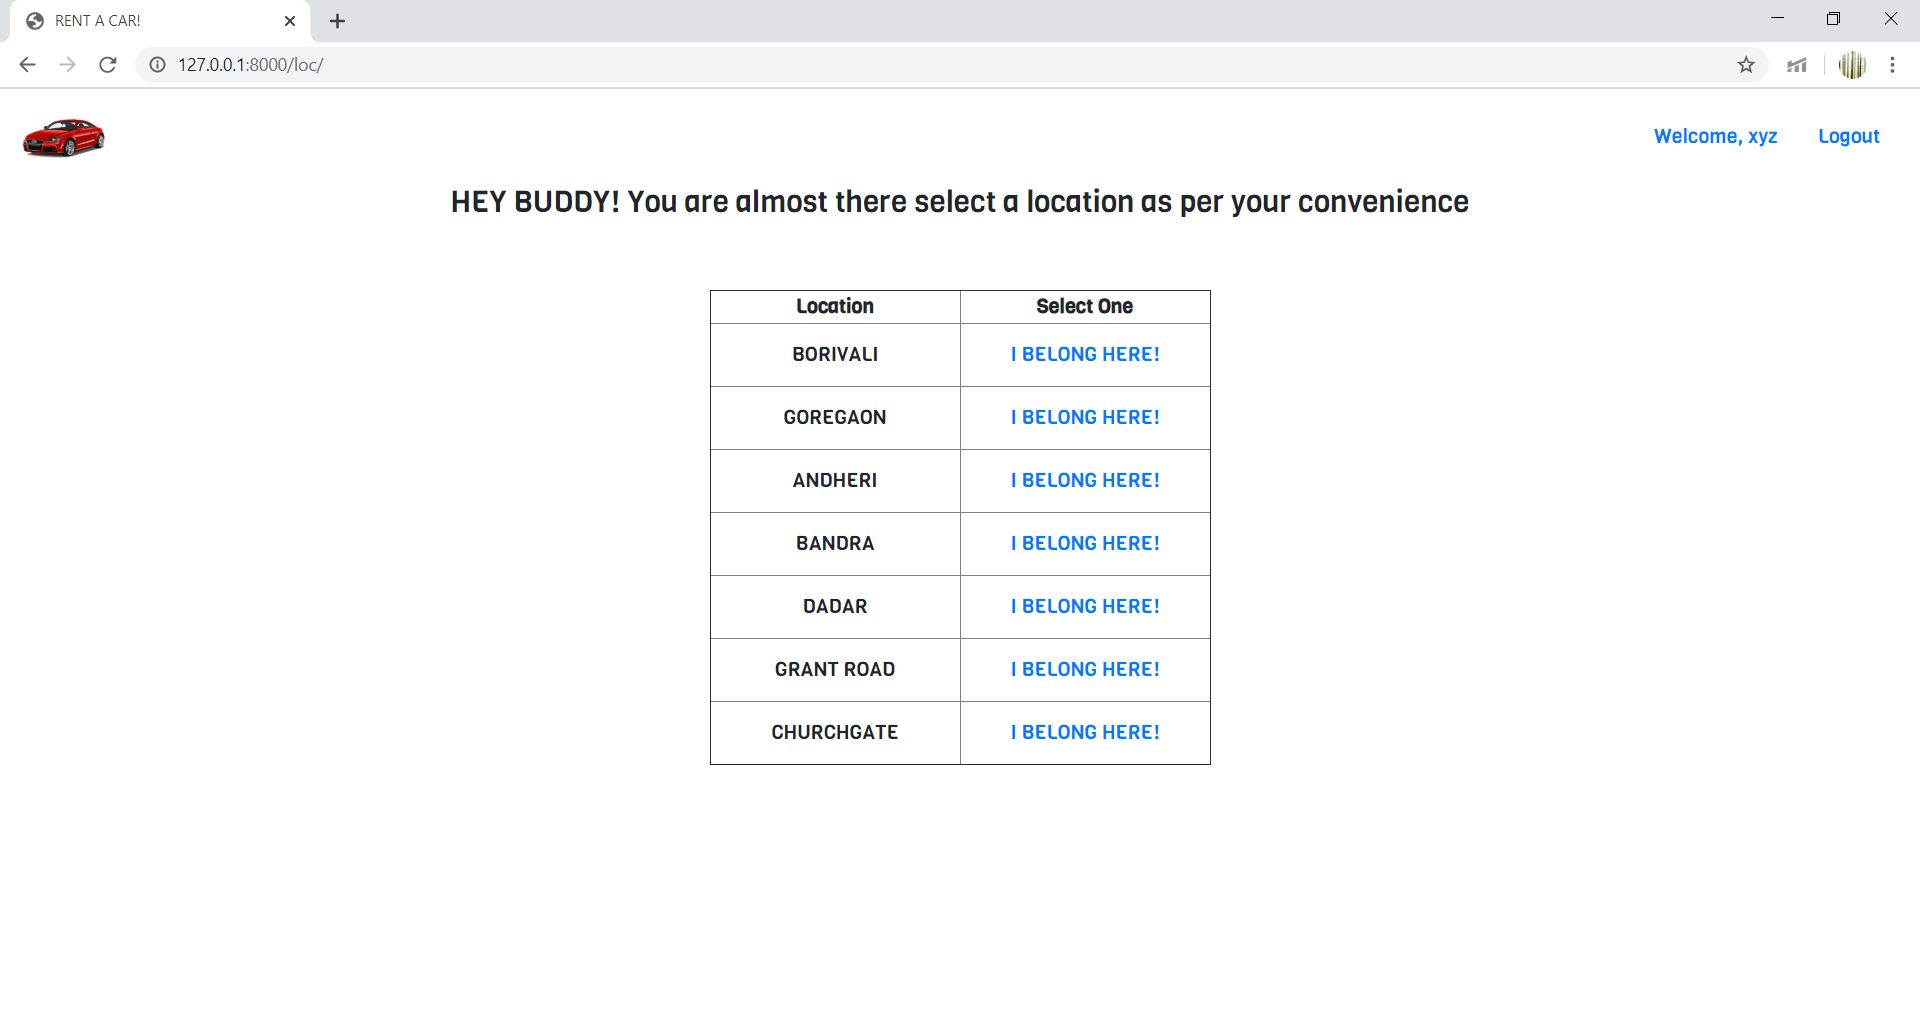 RENT A CAR!
127.0.0.1:8000/loc/
Welcome, xyz Logout
HEY BUDDY! You are almost there select a location as per your convenience
Location Select One
BORIVALI I BELONG HERE!
GOREGAON I BELONG HERE!
ANDHERI I BELONG HERE!
BANDRA I BELONG HERE!
DADAR I BELONG HERE!
GRANT ROAD I BELONG HERE!
CHURCHGATE I BELONG HERE!